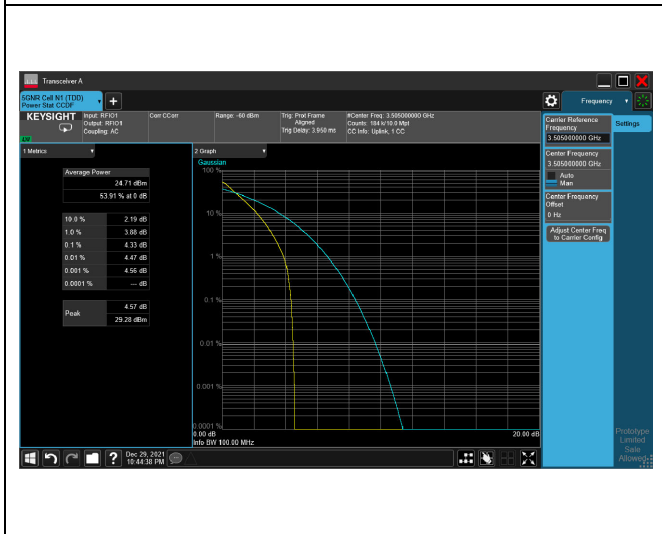 Transceiver A
5GNR Cell N1 (TDD)
Power Stat CCDF
Frequency
KEYSIGHT
Input: RFIO1
Output: RFIO1
Coupling: AC
Corr CCorr
Range: -60 dBm
Trig: Prot Frame
Aligned
Trig Delay: 3.950 ms
#Center Freq: 3.505000000 GHz
Counts: 184 k/10.0 Mpt
CC Info: Uplink, 1 CC
LV
1 Metrics
Average Power
24.71 dBm
53.91 % at 0 dB
10.0 % 2.19 dB
1.0 % 3.88 dB
0.1 % 4.33 dB
0.01 % 4.47 dB
0.001 % 4.56 dB
0.0001 % --- dB
Peak
4.57 dB
29.28 dBm
2 Graph
Gaussian
100 %
10 %
1 %
0.1 %
0.01 %
0.001 %
0.0001 %
0.00 dB
20.00 dB
Info BW 100.00 MHz
Carrier Reference
Frequency
3.505000000 GHz
Center Frequency
3.505000000 GHz
Auto
Man
Center Frequency
Offset
0 Hz
Adjust Center Freq
to Carrier Config
Settings
Prototype
Limited
Sale
Allowed
?
Dec 29, 2021
10:44:38 PM